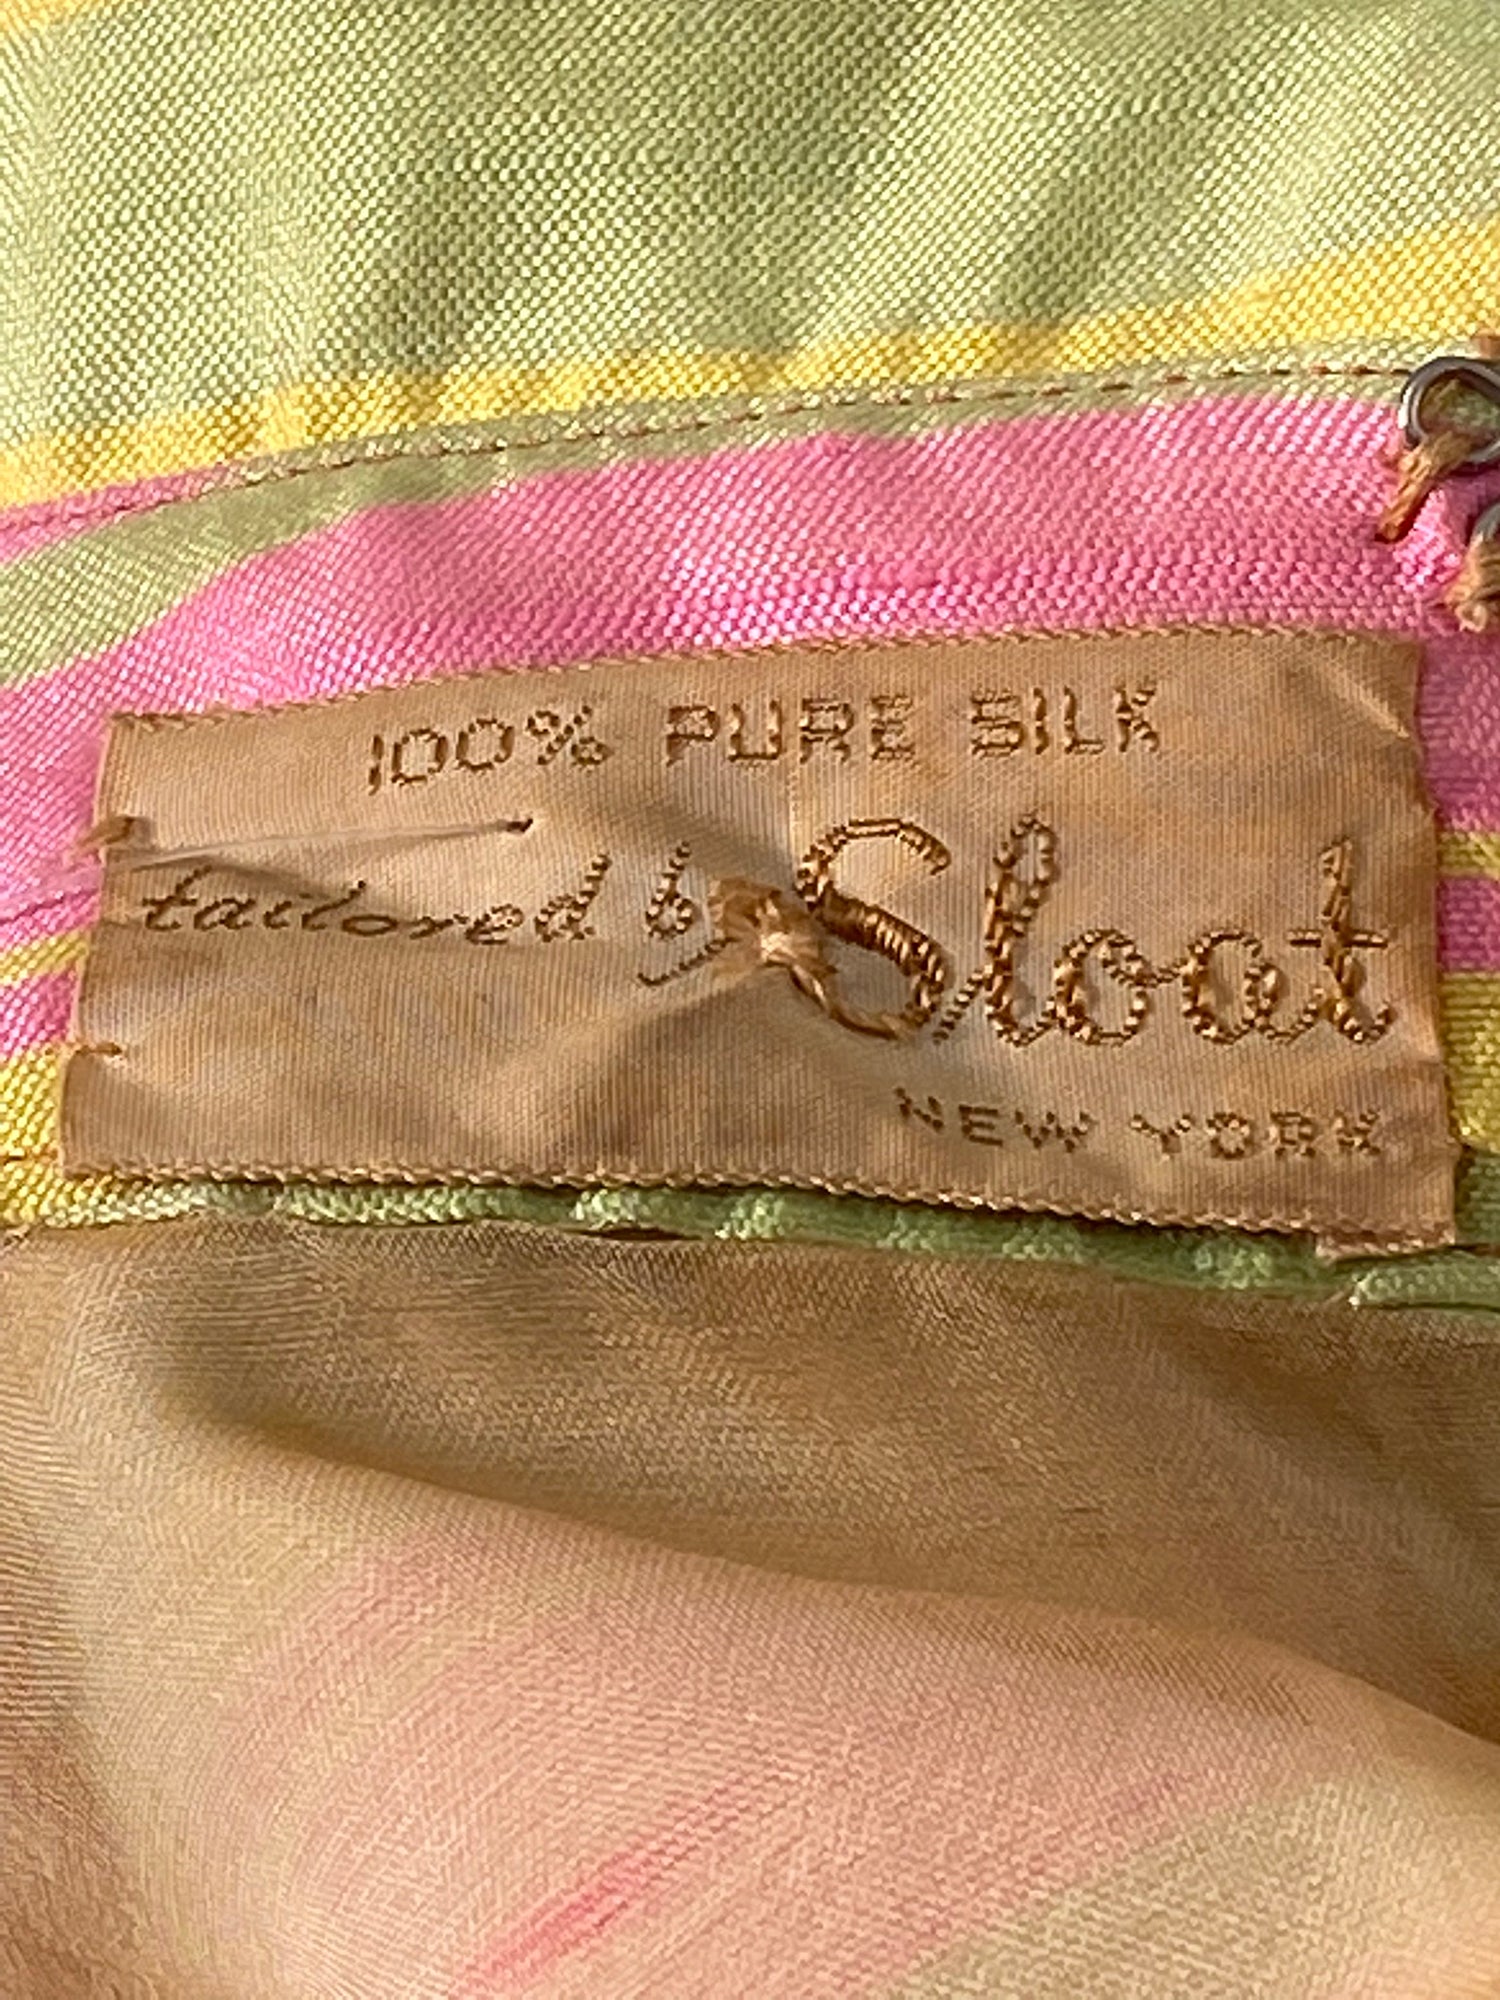 100% PURE SILK
tailored by Sloat
NEW YORK